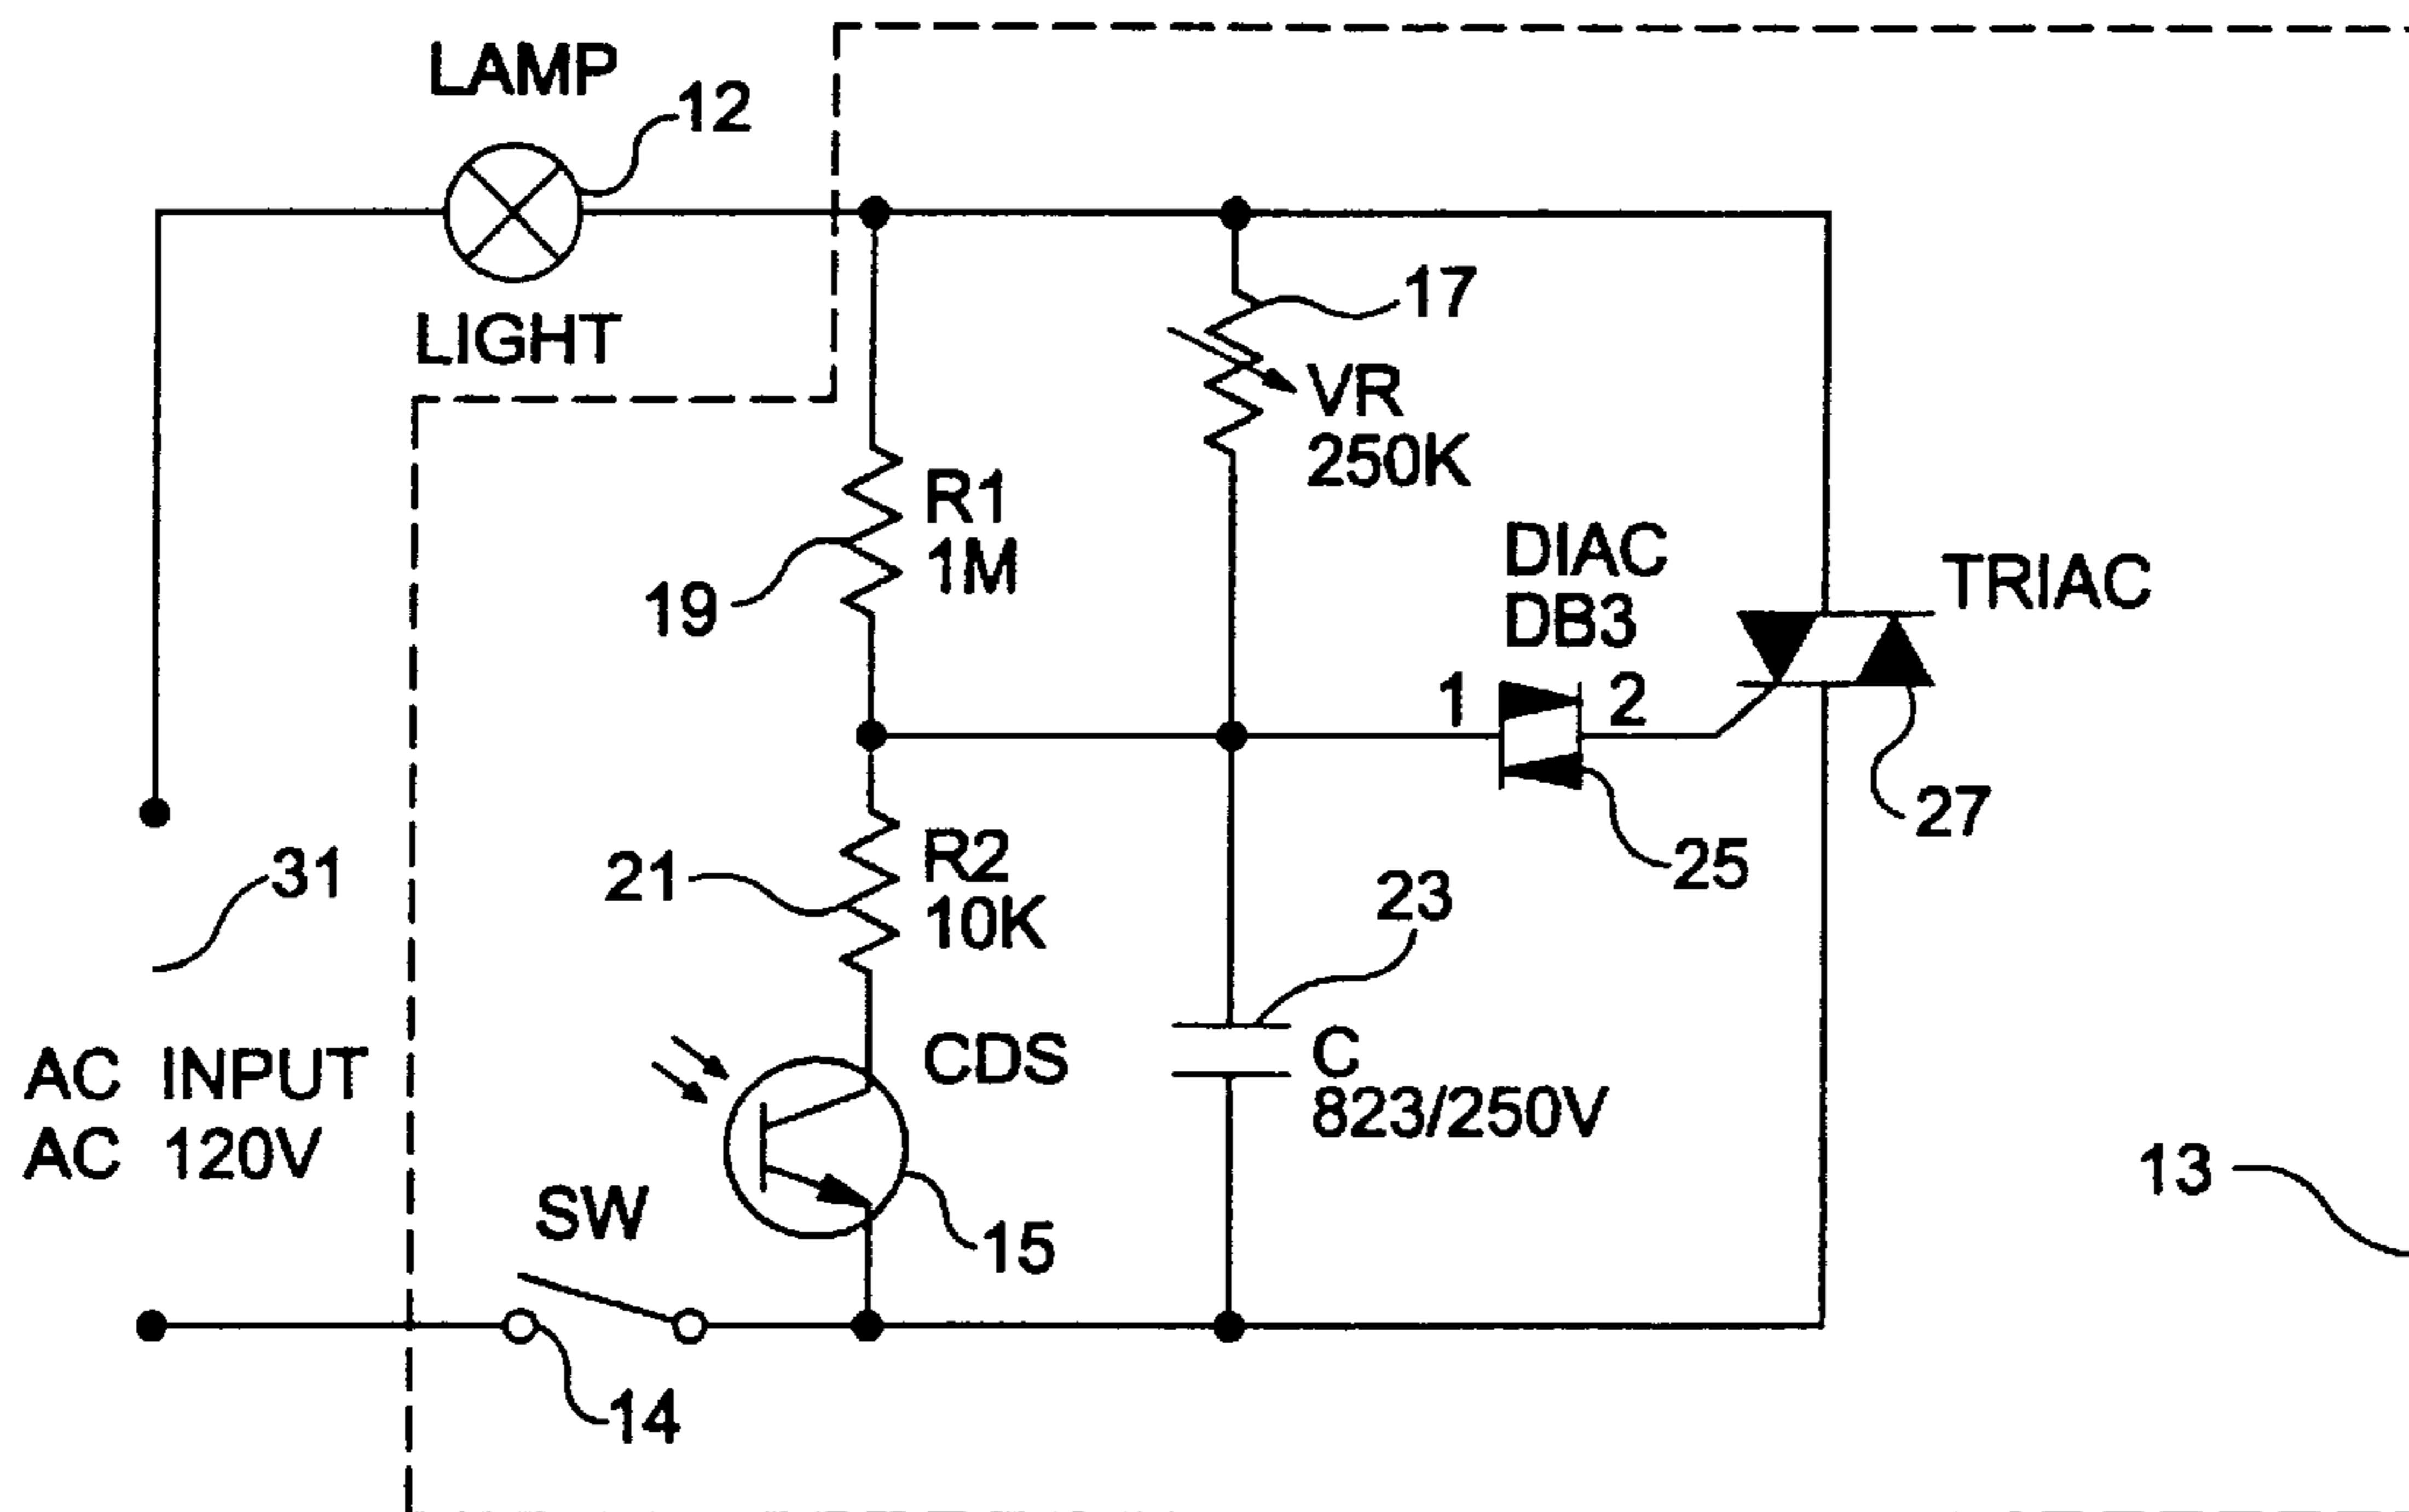 LAMP
12
LIGHT
17
VR
250K
R1
1M
19
DIAC
DB3
TRIAC
1
2
27
25
31
21
R2
10K
23
CDS
C
823/250V
AC INPUT
AC 120V
13
SW
15
14